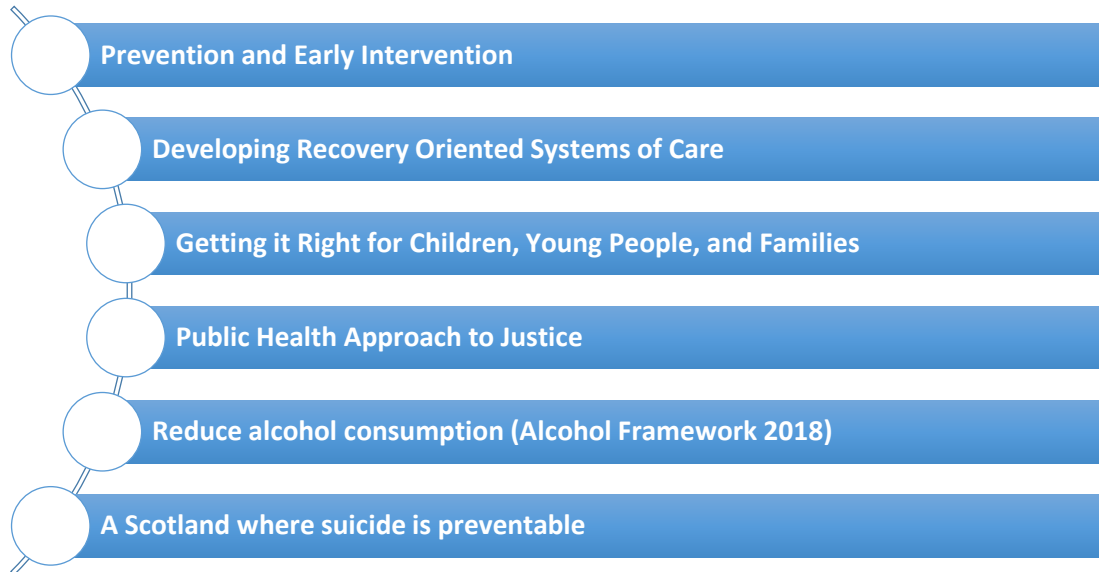 Prevention and Early Intervention
Developing Recovery Oriented Systems of Care
Getting it Right for Children, Young People, and Families
Public Health Approach to Justice
Reduce alcohol consumption (Alcohol Framework 2018)
A Scotland where suicide is preventable